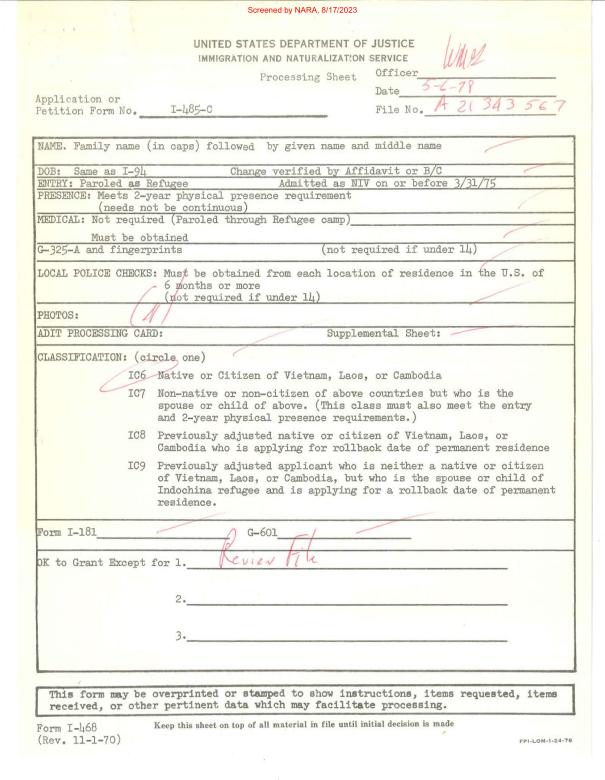 Screened by NARA, 8/17/2023
UNITED STATES DEPARTMENT OF JUSTICE
IMMIGRATION AND NATURALIZATION SERVICE
Processing Sheet
Officer
Date 5-6-78
Application or
Petition Form No. I-485-C
File No. A 21 343 567
NAME. Family name (in caps) followed by given name and middle name
DOB: Same as I-94 Change verified by Affidavit or B/C
ENTRY: Paroled as Refugee Admitted as NIV on or before 3/31/75
PRESENCE: Meets 2-year physical presence requirement
(needs not be continuous)
MEDICAL: Not required (Paroled through Refugee camp)
Must be obtained
G-325-A and fingerprints (not required if under 14)
LOCAL POLICE CHECKS: Must be obtained from each location of residence in the U.S. of
6 months or more
(not required if under 14)
PHOTOS:
ADIT PROCESSING CARD: Supplemental Sheet:
CLASSIFICATION: (circle one)
IC6 Native or Citizen of Vietnam, Laos, or Cambodia
IC7 Non-native or non-citizen of above countries but who is the
spouse or child of above. (This class must also meet the entry
and 2-year physical presence requirements.)
IC8 Previously adjusted native or citizen of Vietnam, Laos, or
Cambodia who is applying for rollback date of permanent residence
IC9 Previously adjusted applicant who is neither a native or citizen
of Vietnam, Laos, or Cambodia, but who is the spouse or child of
Indochina refugee and is applying for a rollback date of permanent
residence.
Form I-181 G-601
OK to Grant Except for 1. Review File
2.
3.
This form may be overprinted or stamped to show instructions, items requested, items
received, or other pertinent data which may facilitate processing.
Form I-468
(Rev. 11-1-70)
Keep this sheet on top of all material in file until initial decision is made
FPI-LOM-1-24-78